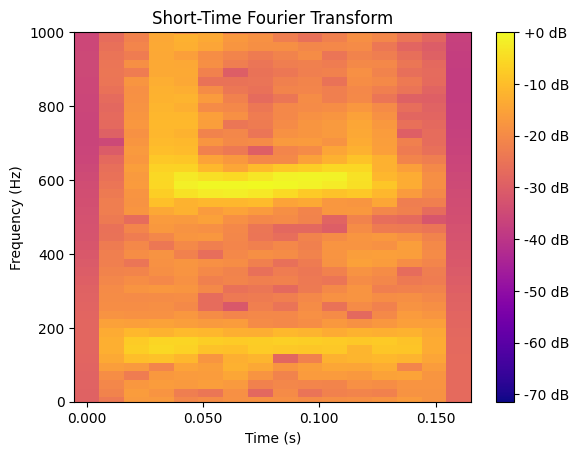 Short-Time Fourier Transform
1000
800
600
400
200
0
Frequency (Hz)
0.000
0.050
0.100
0.150
Time (s)
+0 dB
-10 dB
-20 dB
-30 dB
-40 dB
-50 dB
-60 dB
-70 dB